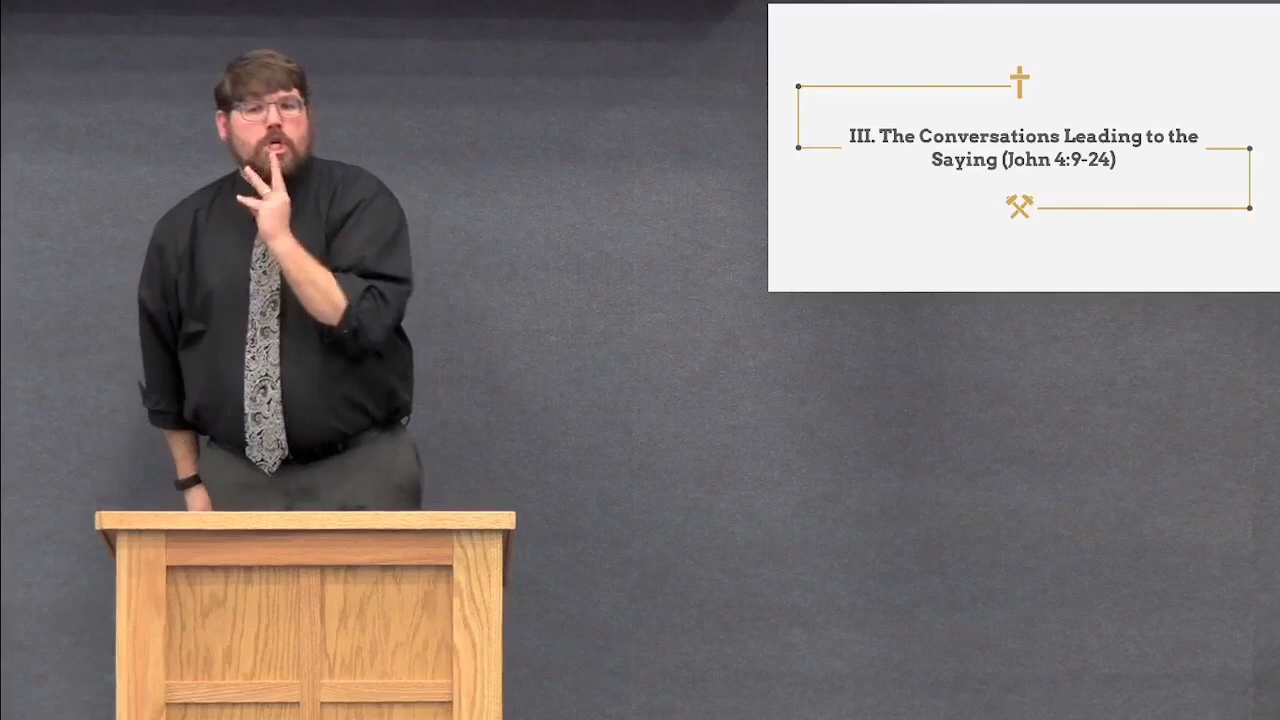 III. The Conversations Leading to the
Saying (John 4:9-24)